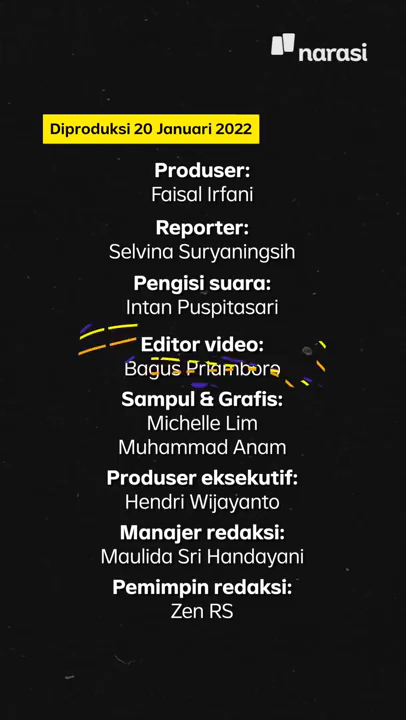 narasi
Diproduksi 20 Januari 2022
Produser:
Faisal Irfani
Reporter:
Selvina Suryaningsih
Pengisi suara:
Intan Puspitasari
Editor video:
Bagus Priamboro
Sampul & Grafis:
Michelle Lim
Muhammad Anam
Produser eksekutif:
Hendri Wijayanto
Manajer redaksi:
Maulida Sri Handayani
Pemimpin redaksi:
Zen RS